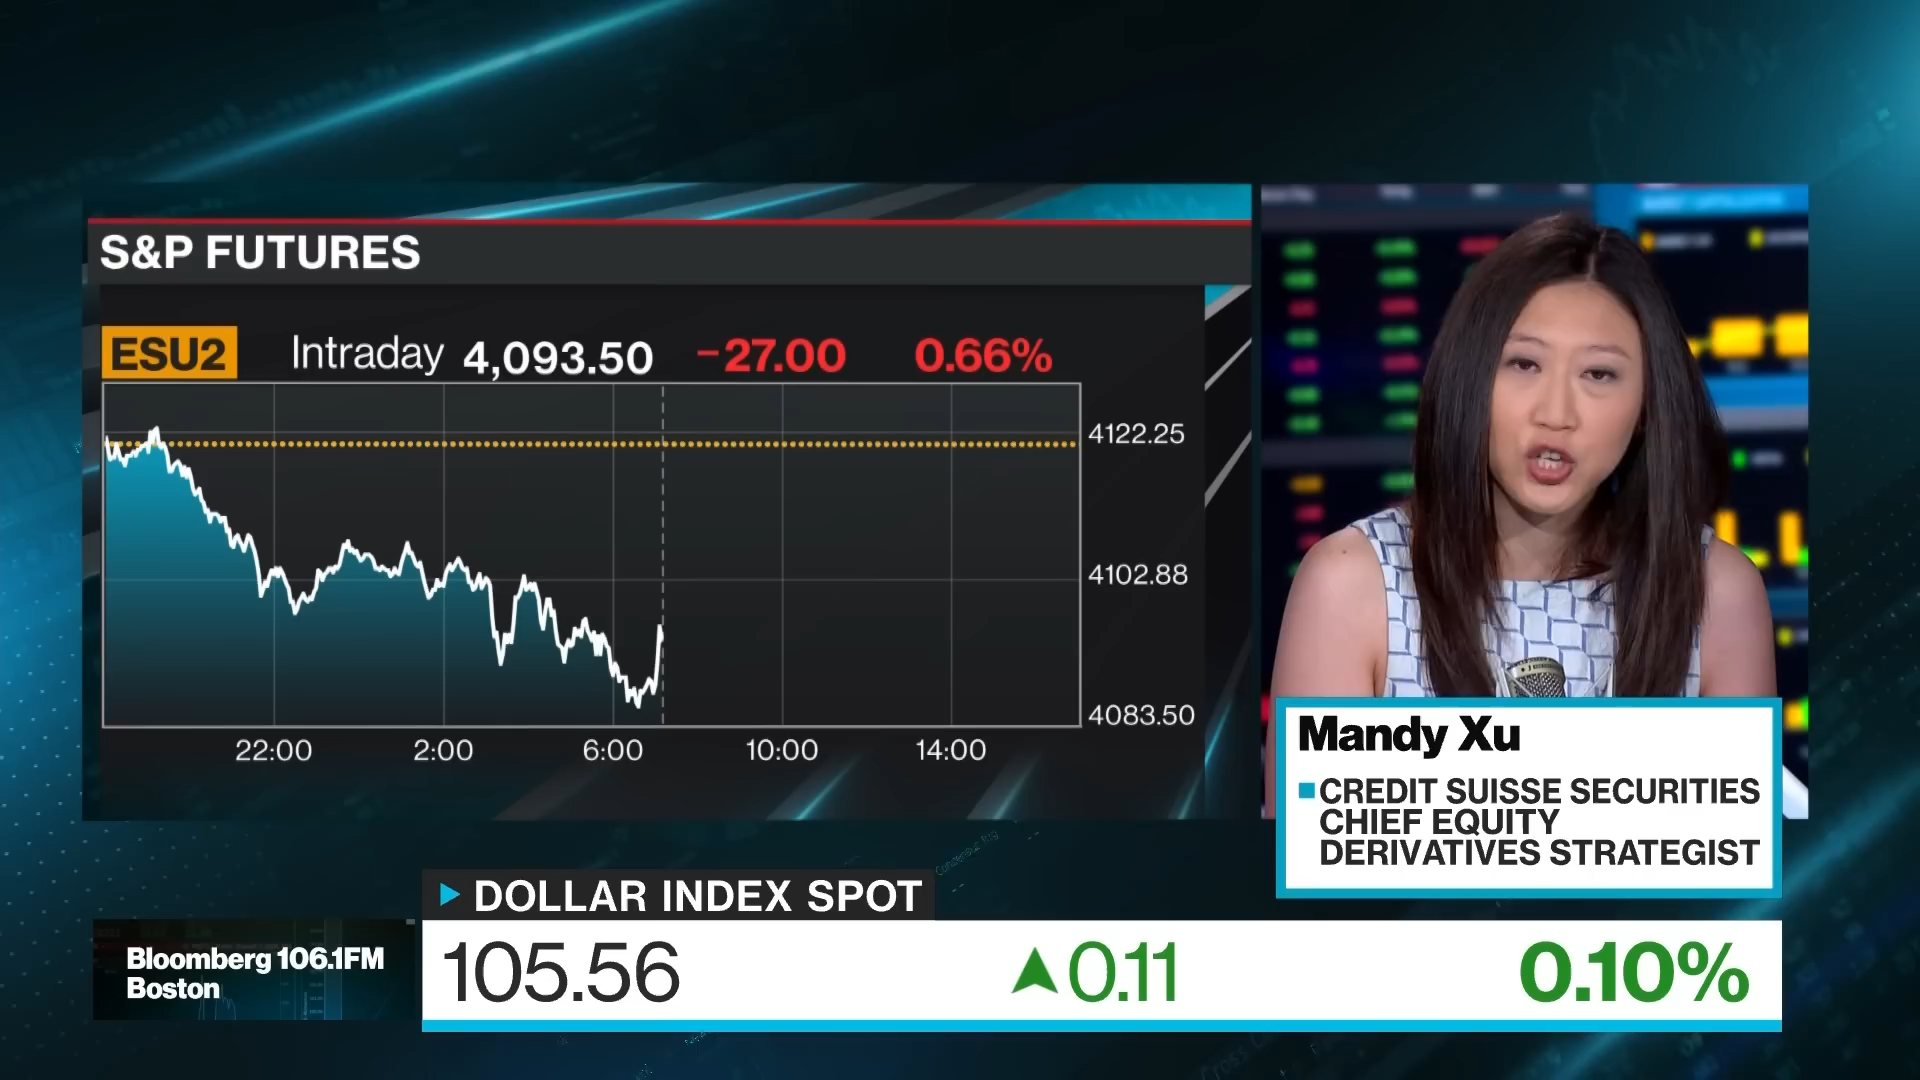 S&P FUTURES
ESU2 Intraday 4,093.50 -27.00 0.66%
4122.25
4102.88
4083.50
22:00 2:00 6:00 10:00 14:00
Mandy Xu
CREDIT SUISSE SECURITIES
CHIEF EQUITY
DERIVATIVES STRATEGIST
DOLLAR INDEX SPOT
105.56 0.11 0.10%
Bloomberg 106.1FM
Boston